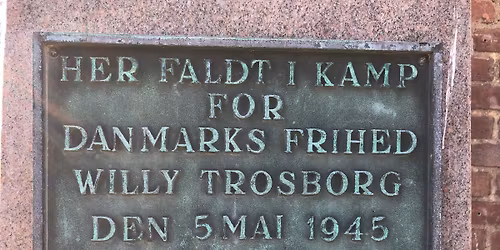 HER FALDT I KAMP
FOR
DANMARKS FRIHED
WILLY TROSBORG
DEN 5 MAI 1945